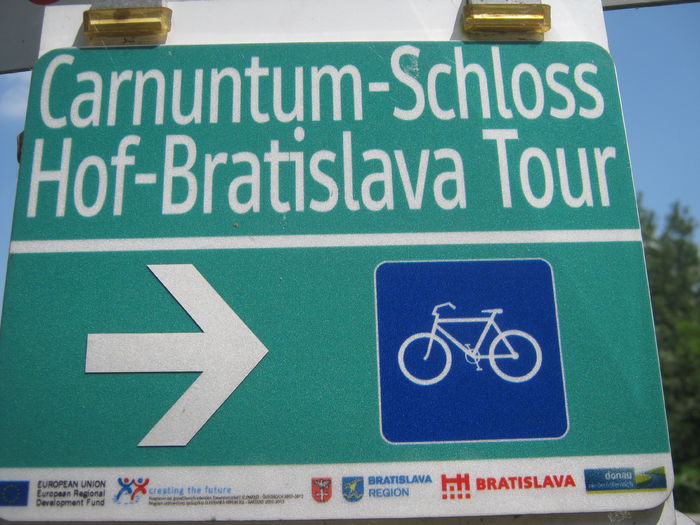 Carnuntum-Schloss
Hof-Bratislava Tour
EUROPEAN UNION
European Regional
Development Fund
creating the future
BRATISLAVA
REGION
BRATISLAVA
donau